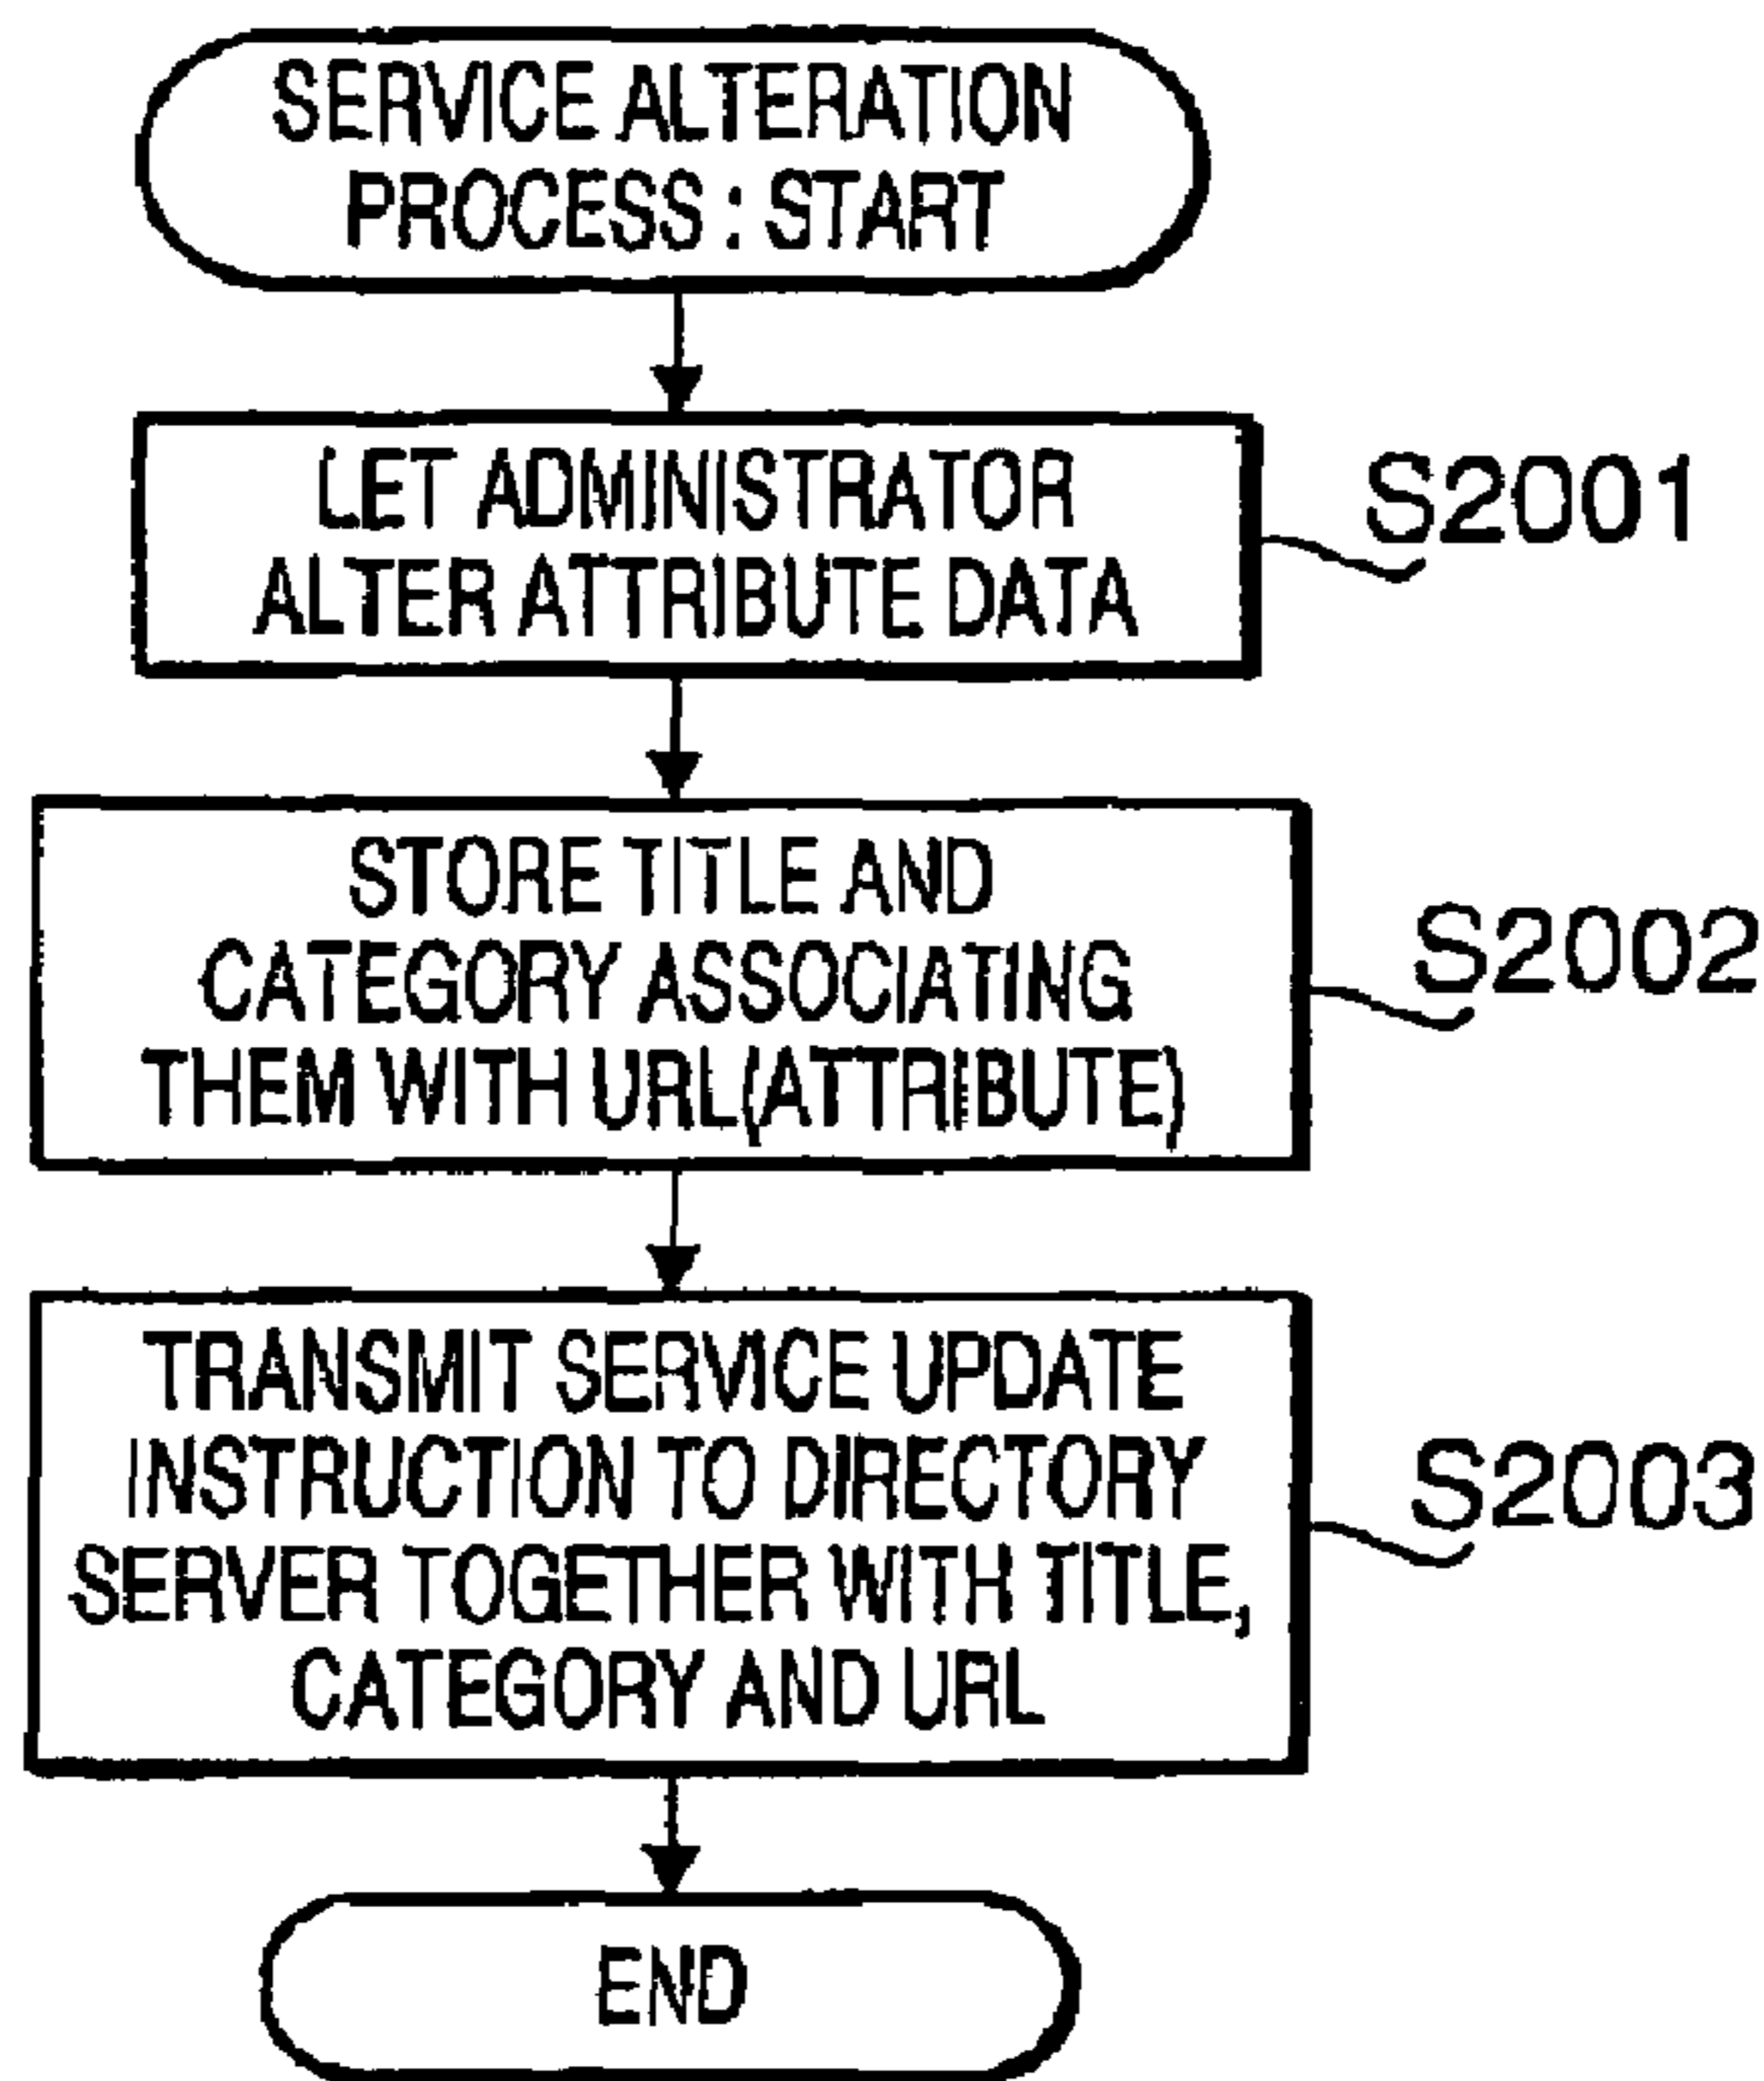 SERVICE ALTERATION
PROCESS : START
LET ADMINISTRATOR
ALTER ATTRIBUTE DATA
S2001
STORE TITLE AND
CATEGORY ASSOCIATING
THEM WITH URL(ATTRIBUTE)
S2002
TRANSMIT SERVICE UPDATE
INSTRUCTION TO DIRECTORY
SERVER TOGETHER WITH TITLE,
CATEGORY AND URL
S2003
END